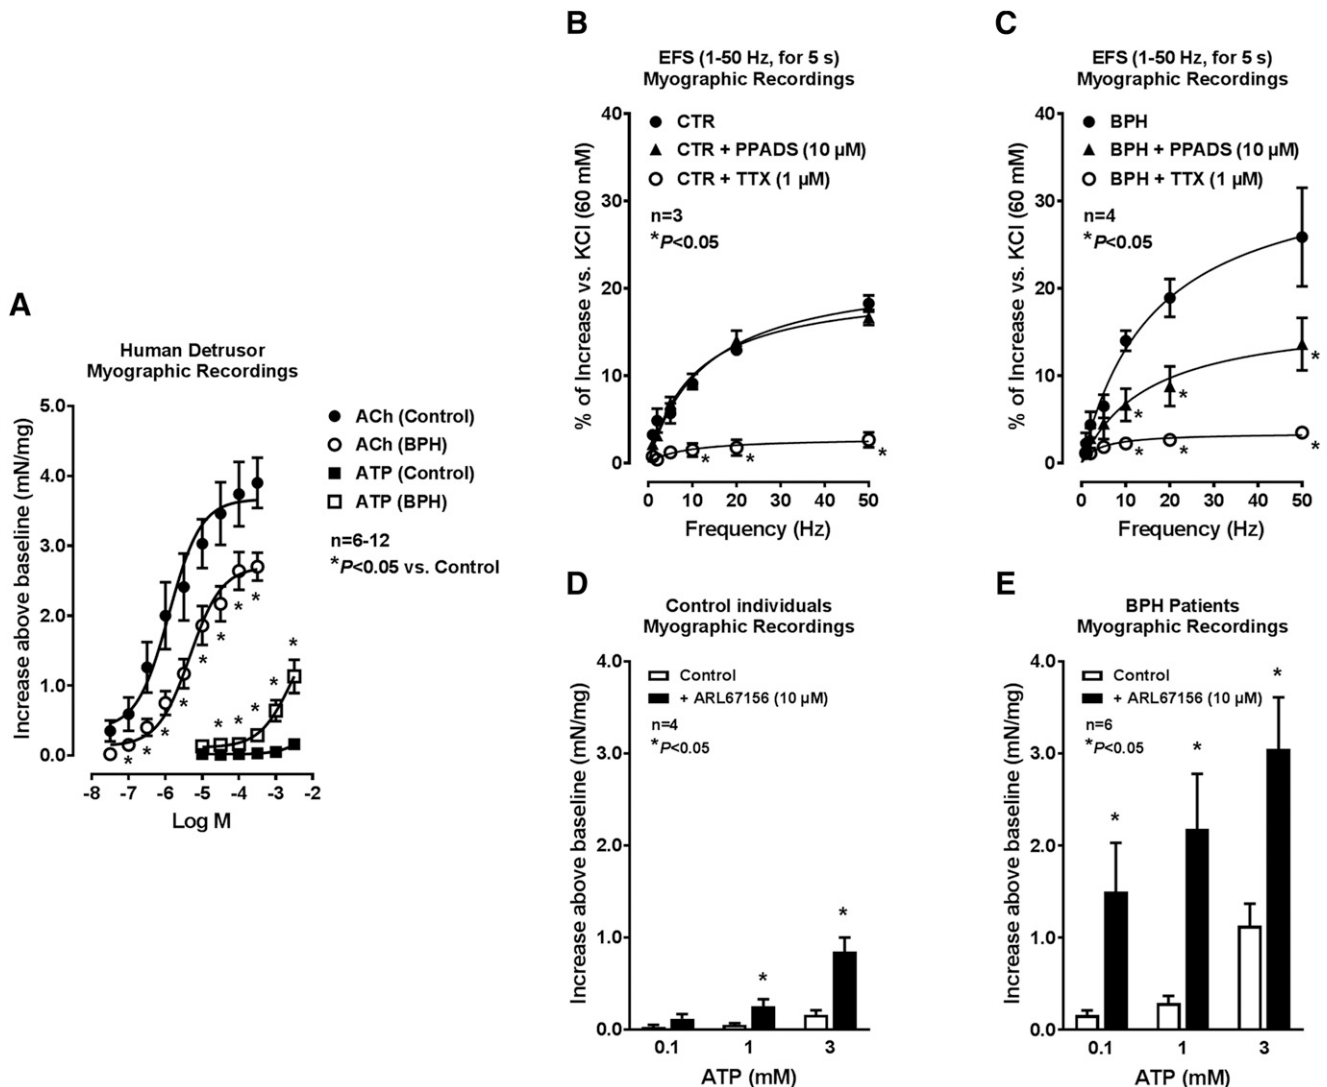 A
Human Detrusor
Myographic Recordings
Increase above baseline (mN/mg)
5.0
4.0
3.0
2.0
1.0
0.0
-8 -7 -6 -5 -4 -3 -2
Log M
ACh (Control)
ACh (BPH)
ATP (Control)
ATP (BPH)
n=6-12
*P<0.05 vs. Control
* * * * * * * *
* * * * * *
B
EFS (1-50 Hz, for 5 s)
Myographic Recordings
% of Increase vs. KCl (60 mM)
40
30
20
10
0
CTR
CTR + PPADS (10 µM)
CTR + TTX (1 µM)
n=3
*P<0.05
* * *
0 10 20 30 40 50
Frequency (Hz)
C
EFS (1-50 Hz, for 5 s)
Myographic Recordings
% of Increase vs. KCl (60 mM)
40
30
20
10
0
BPH
BPH + PPADS (10 µM)
BPH + TTX (1 µM)
n=4
*P<0.05
* * *
* * *
0 10 20 30 40 50
Frequency (Hz)
D
Control individuals
Myographic Recordings
Increase above baseline (mN/mg)
4.0
3.0
2.0
1.0
0.0
Control
+ ARL67156 (10 µM)
n=4
*P<0.05
* *
0.1 1 3
ATP (mM)
E
BPH Patients
Myographic Recordings
Increase above baseline (mN/mg)
4.0
3.0
2.0
1.0
0.0
Control
+ ARL67156 (10 µM)
n=6
*P<0.05
* * *
0.1 1 3
ATP (mM)